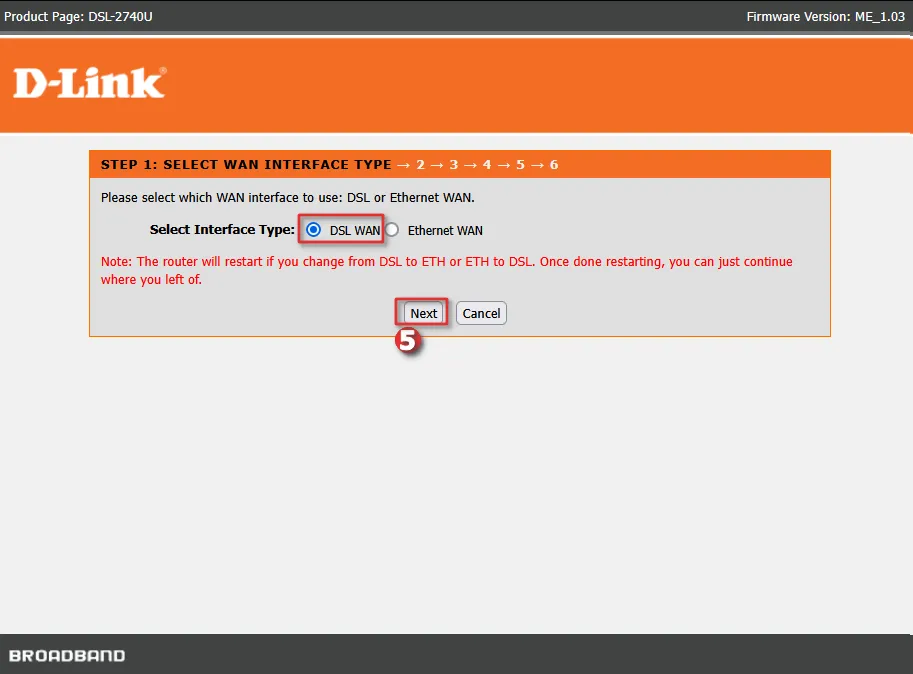 Product Page: DSL-2740U Firmware Version: ME_1.03
D-Link®
STEP 1: SELECT WAN INTERFACE TYPE → 2 → 3 → 4 → 5 → 6
Please select which WAN interface to use: DSL or Ethernet WAN.
Select Interface Type: DSL WAN Ethernet WAN
Note: The router will restart if you change from DSL to ETH or ETH to DSL. Once done restarting, you can just continue
where you left of.
Next Cancel
5
BROADBAND